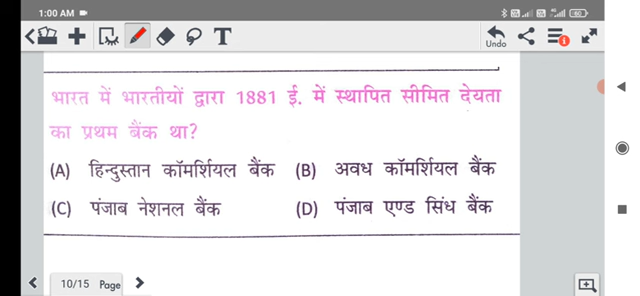 1:00 AM
60
T
Undo
भारत में भारतीयों द्वारा 1881 ई. में स्थापित सीमित देयता
का प्रथम बैंक था?
(A) हिन्दुस्तान कॉमर्शियल बैंक (B) अवध कॉमर्शियल बैंक
(C) पंजाब नेशनल बैंक (D) पंजाब एण्ड सिंध बैंक
10/15 Page